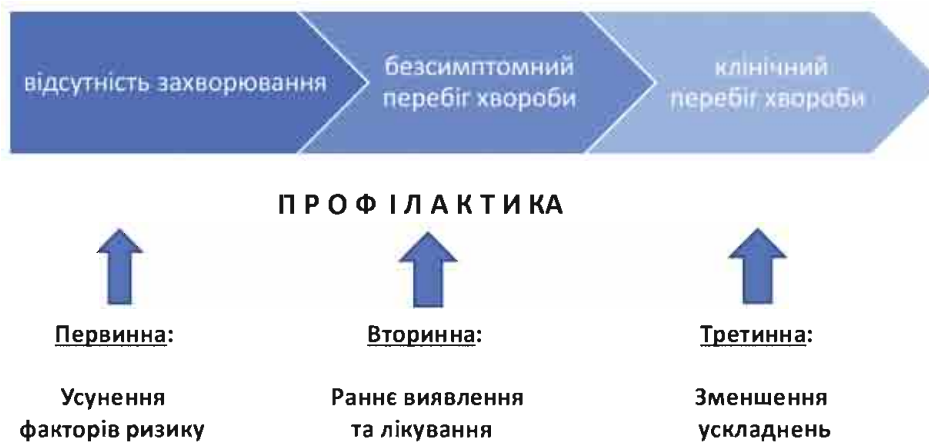 відсутність захворювання
безсимптомний
перебіг хвороби
клінічний
перебіг хвороби
ПРОФІЛАКТИКА
Первинна:
Вторинна:
Третинна:
Усунення
факторів ризику
Раннє виявлення
та лікування
Зменшення
ускладнень